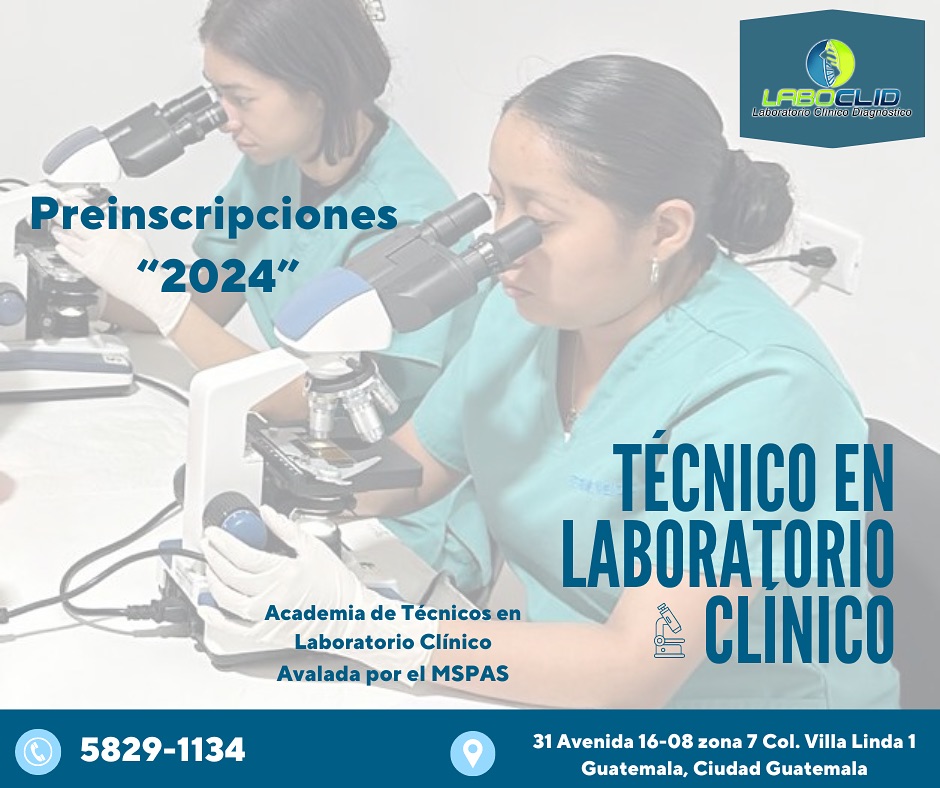 LABOCLID
Laboratorio Clínico Diagnóstico
Preinscripciones
“2024”
TÉCNICO EN
LABORATORIO
CLÍNICO
Academia de Técnicos en
Laboratorio Clínico
Avalada por el MSPAS
5829-1134
31 Avenida 16-08 zona 7 Col. Villa Linda 1
Guatemala, Ciudad Guatemala